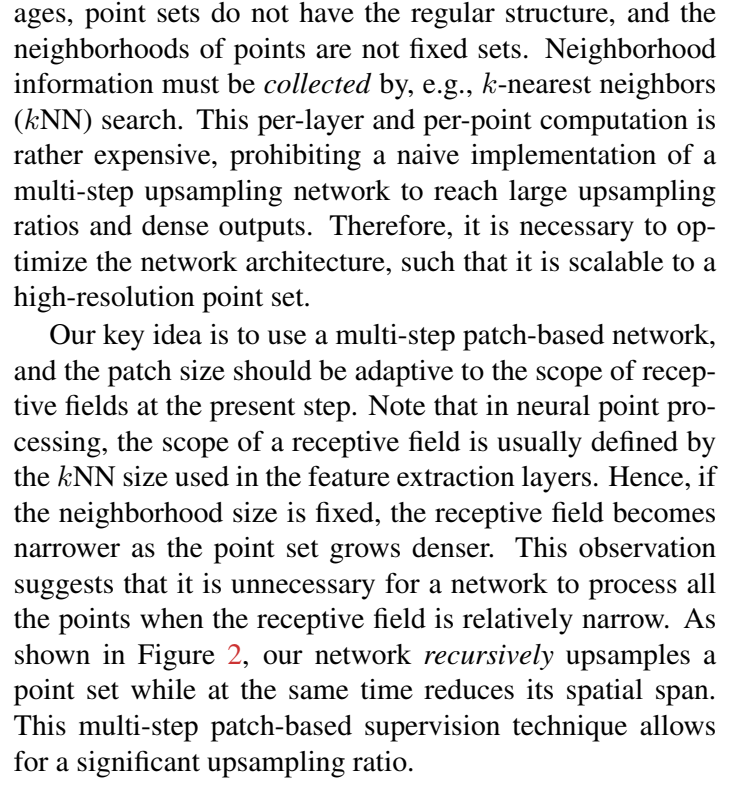 ages, point sets do not have the regular structure, and the
neighborhoods of points are not fixed sets. Neighborhood
information must be collected by, e.g., k-nearest neighbors
(kNN) search. This per-layer and per-point computation is
rather expensive, prohibiting a naive implementation of a
multi-step upsampling network to reach large upsampling
ratios and dense outputs. Therefore, it is necessary to op-
timize the network architecture, such that it is scalable to a
high-resolution point set.
Our key idea is to use a multi-step patch-based network,
and the patch size should be adaptive to the scope of recep-
tive fields at the present step. Note that in neural point pro-
cessing, the scope of a receptive field is usually defined by
the kNN size used in the feature extraction layers. Hence, if
the neighborhood size is fixed, the receptive field becomes
narrower as the point set grows denser. This observation
suggests that it is unnecessary for a network to process all
the points when the receptive field is relatively narrow. As
shown in Figure 2, our network recursively upsamples a
point set while at the same time reduces its spatial span.
This multi-step patch-based supervision technique allows
for a significant upsampling ratio.